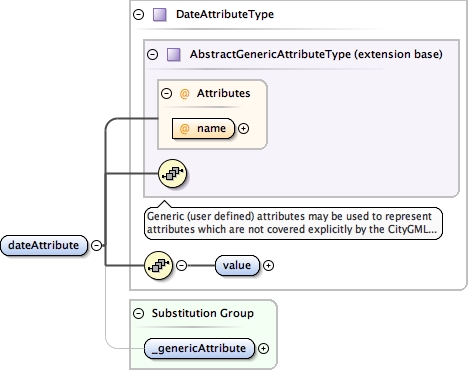 DateAttributeType
AbstractGenericAttributeType (extension base)
@ Attributes
@ name
Generic (user defined) attributes may be used to represent
attributes which are not covered explicitly by the CityGML...
dateAttribute
value
Substitution Group
_genericAttribute